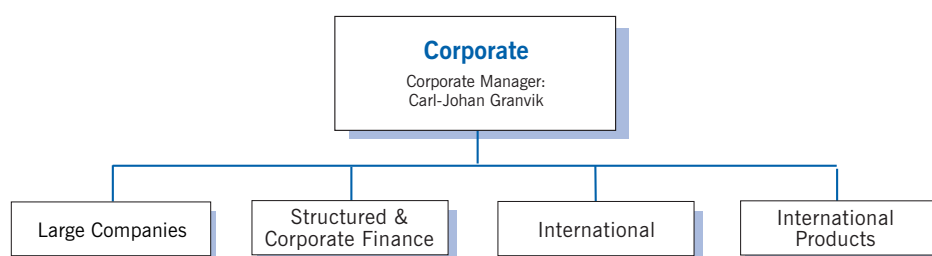 Corporate
Corporate Manager:
Carl-Johan Granvik
Large Companies
Structured &
Corporate Finance
International
International
Products